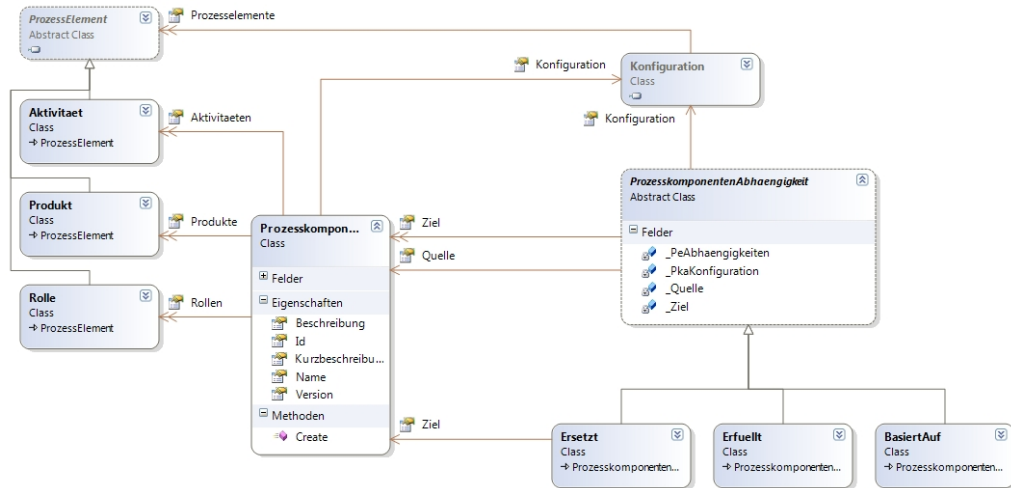 ProzessElement
Abstract Class
Prozesselemente
Konfiguration
Konfiguration
Class
Konfiguration
Aktivitaet
Class
ProzessElement
Aktivitaeten
Produkt
Class
ProzessElement
Produkte
Rolle
Class
ProzessElement
Rollen
Prozesskompon...
Class
Felder
Eigenschaften
Beschreibung
Id
Kurzbeschreibu...
Name
Version
Methoden
Create
Ziel
Quelle
Ziel
ProzesskomponentenAbhaengigkeit
Abstract Class
Felder
_PeAbhaengigkeiten
_PkaKonfiguration
_Quelle
_Ziel
Ersetzt
Class
Prozesskomponenten...
Erfuellt
Class
Prozesskomponenten...
BasiertAuf
Class
Prozesskomponenten...